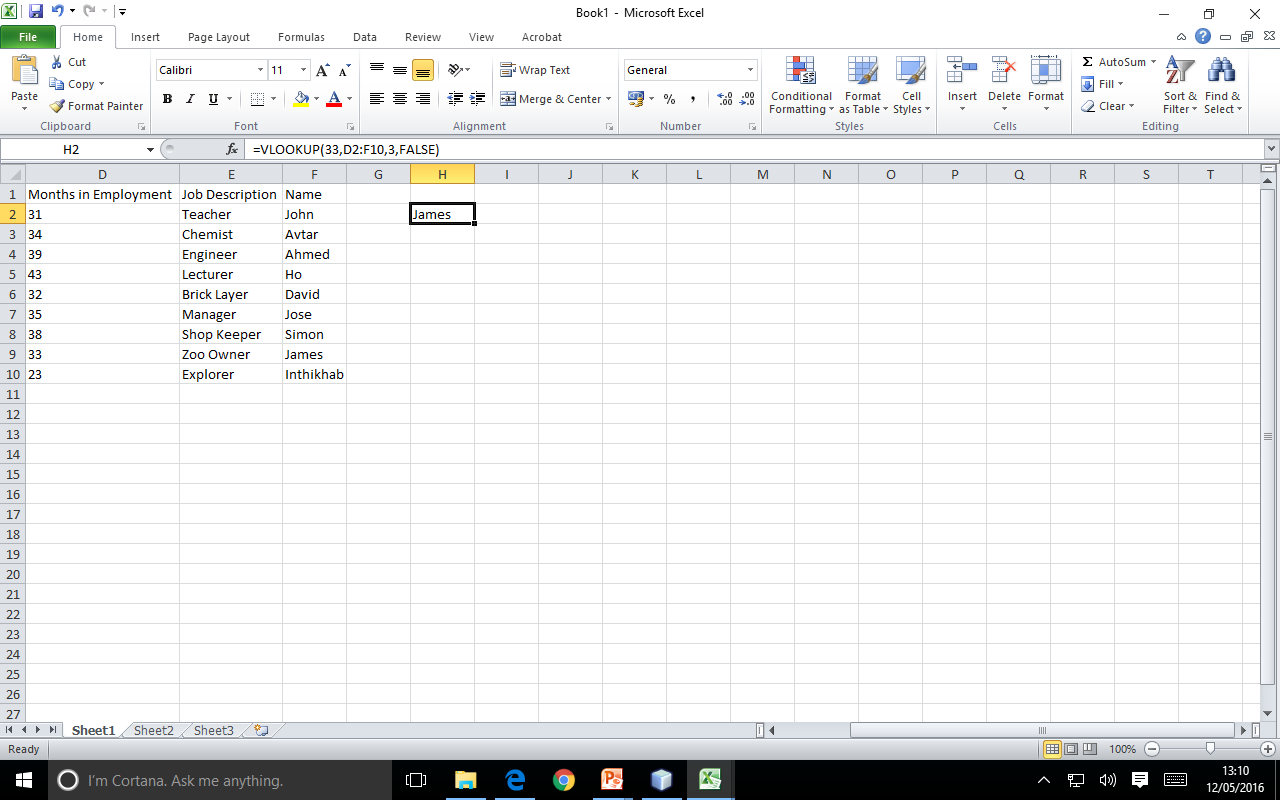 Book1 - Microsoft Excel
File Home Insert Page Layout Formulas Data Review View Acrobat
Paste
Cut
Copy
Format Painter
Clipboard
Calibri 11
B I U
Font
Wrap Text
Merge & Center
Alignment
General
% ,
Number
Conditional Formatting
Format as Table
Cell Styles
Styles
Insert Delete Format
Cells
AutoSum
Fill
Clear
Sort & Filter
Find & Select
Editing
H2 fx =VLOOKUP(33,D2:F10,3,FALSE)
D E F G H I J K L M N O P Q R S T
1 Months in Employment Job Description Name
2 31 Teacher John James
3 34 Chemist Avtar
4 39 Engineer Ahmed
5 43 Lecturer Ho
6 32 Brick Layer David
7 35 Manager Jose
8 38 Shop Keeper Simon
9 33 Zoo Owner James
10 23 Explorer Inthikhab
11
12
13
14
15
16
17
18
19
20
21
22
23
24
25
26
27
Sheet1 Sheet2 Sheet3
Ready 100%
I'm Cortana. Ask me anything.
13:10
12/05/2016